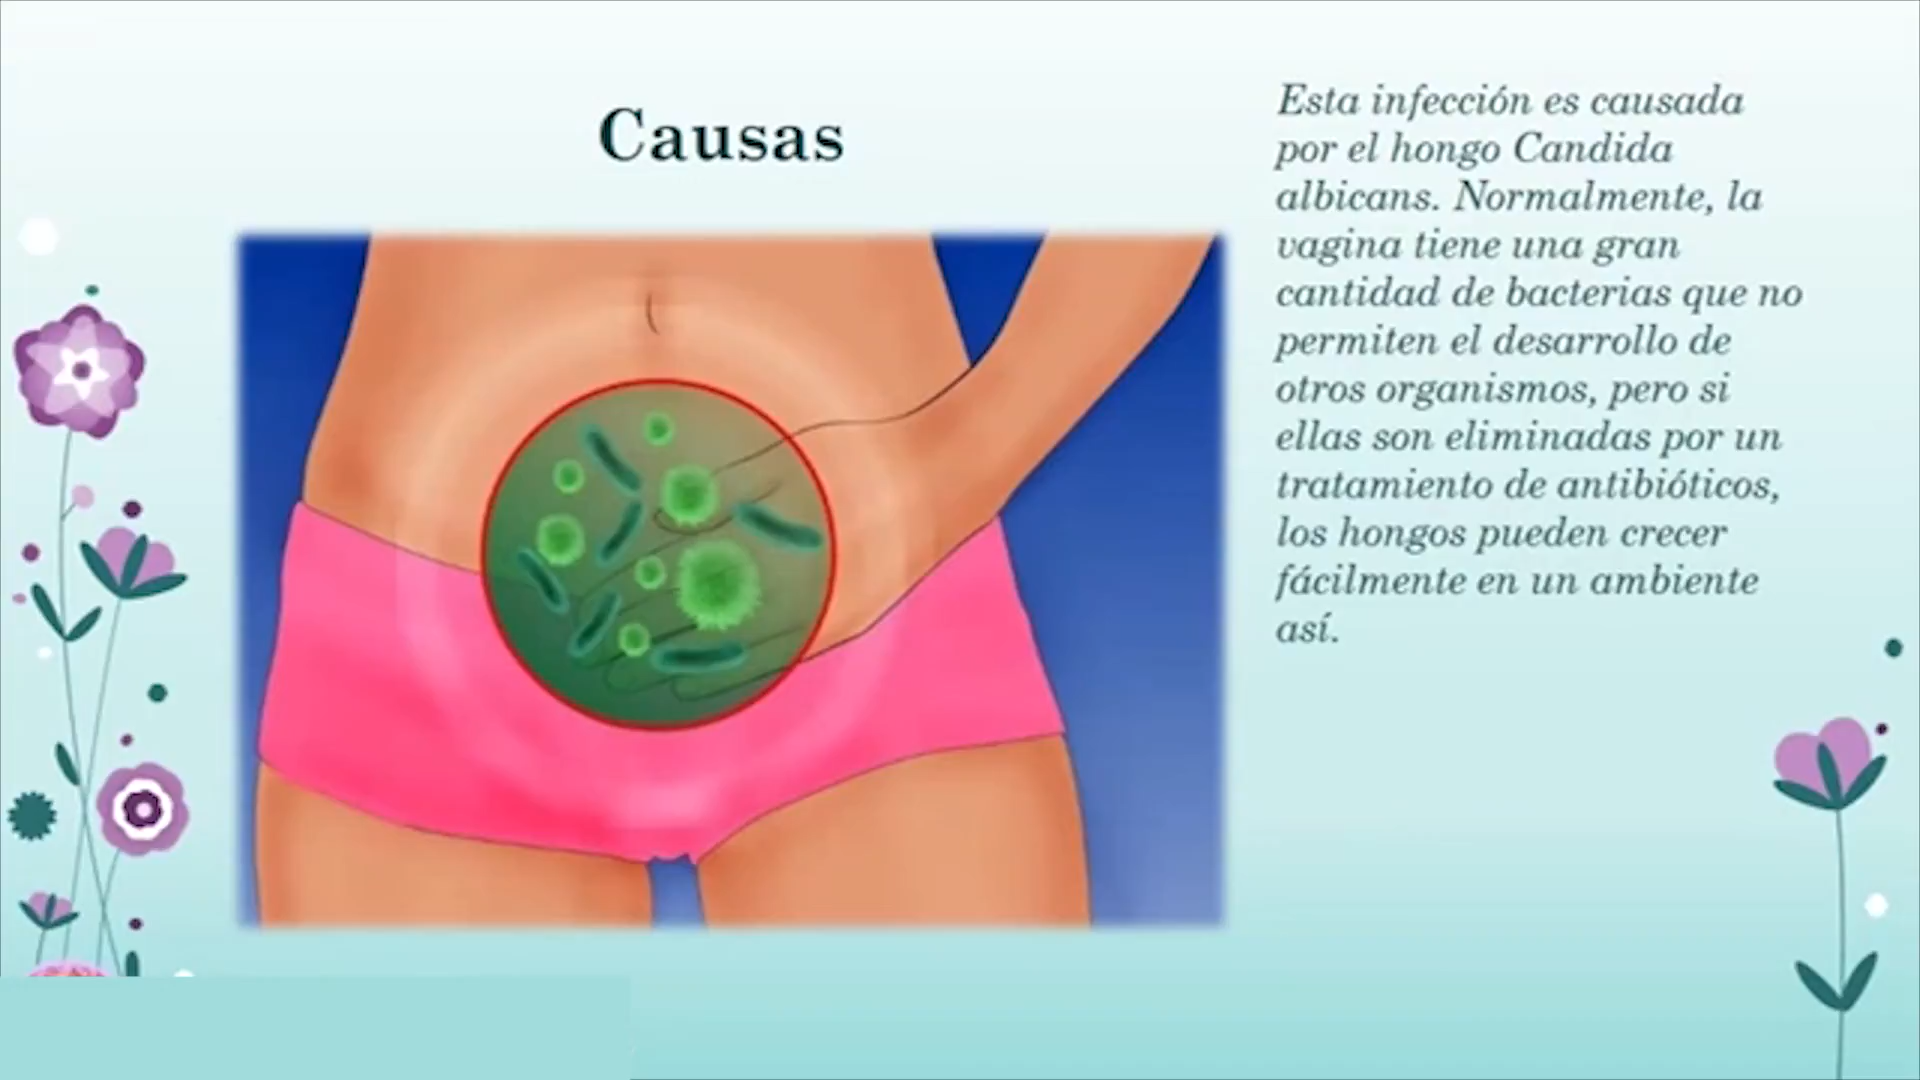 Causas
Esta infección es causada
por el hongo Candida
albicans. Normalmente, la
vagina tiene una gran
cantidad de bacterias que no
permiten el desarrollo de
otros organismos, pero si
ellas son eliminadas por un
tratamiento de antibióticos,
los hongos pueden crecer
fácilmente en un ambiente
así.